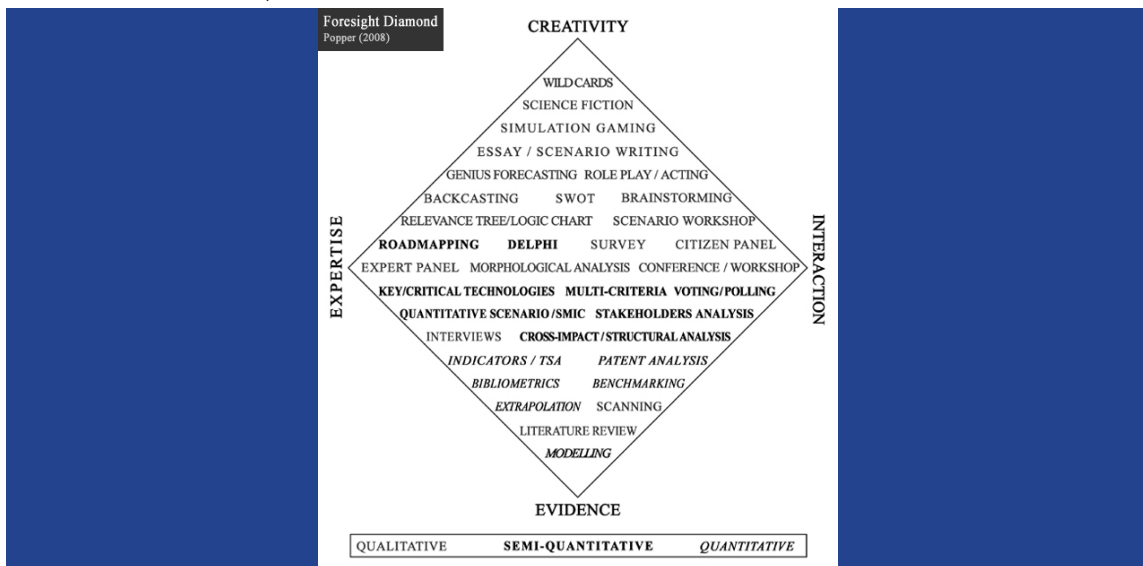 Foresight Diamond
Popper (2008)
CREATIVITY
WILD CARDS
SCIENCE FICTION
SIMULATION GAMING
ESSAY / SCENARIO WRITING
GENIUS FORECASTING ROLE PLAY / ACTING
BACKCASTING SWOT BRAINSTORMING
RELEVANCE TREE/LOGIC CHART SCENARIO WORKSHOP
ROADMAPPING DELPHI SURVEY CITIZEN PANEL
EXPERT PANEL MORPHOLOGICAL ANALYSIS CONFERENCE / WORKSHOP
KEY/CRITICAL TECHNOLOGIES MULTI-CRITERIA VOTING/POLLING
QUANTITATIVE SCENARIO/SMIC STAKEHOLDERS ANALYSIS
INTERVIEWS CROSS-IMPACT/STRUCTURAL ANALYSIS
INDICATORS / TSA PATENT ANALYSIS
BIBLIOMETRICS BENCHMARKING
EXTRAPOLATION SCANNING
LITERATURE REVIEW
MODELLING
EXPERTISE
INTERACTION
EVIDENCE
QUALITATIVE SEMI-QUANTITATIVE QUANTITATIVE